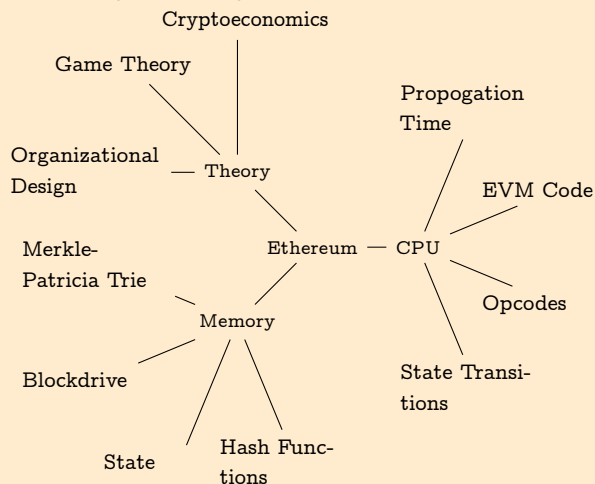 Cryptoeconomics
Game Theory
Propogation
Time
Organizational
Design
Theory
EVM Code
Merkle-
Patricia Trie
Ethereum
CPU
Opcodes
Memory
Blockdrive
State Transi-
tions
State
Hash Func-
tions